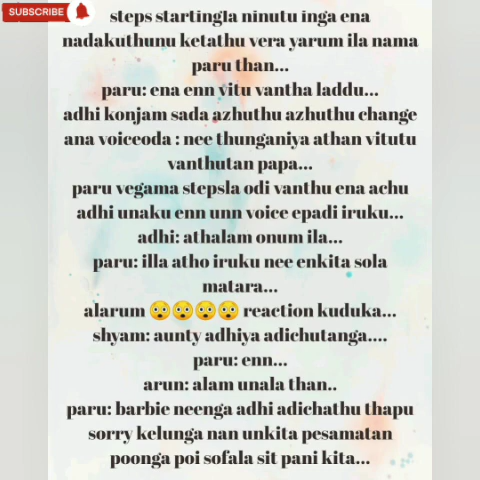 SUBSCRIBE
steps startingla ninutu inga ena
nadakuthunu ketathu vera yarum ila nama
paru than...
paru: ena enn vitu vantha laddu...
adhi konjam sada azhuthu azhuthu change
ana voiceoda : nee thunganiya athan vitutu
vanthutan papa...
paru vegama stepsla odi vanthu ena achu
adhi unaku enn unn voice epadi iruku...
adhi: athalam onum ila...
paru: illa atho iruku nee enkita sola
matara...
alarum 😲😲😲😲 reaction kuduka...
shyam: aunty adhiya adichutanga....
paru: enn...
arun: alam unala than..
paru: barbie neenga adhi adichathu thapu
sorry kelunga nan unkita pesamatan
poonga poi sofala sit pani kita...